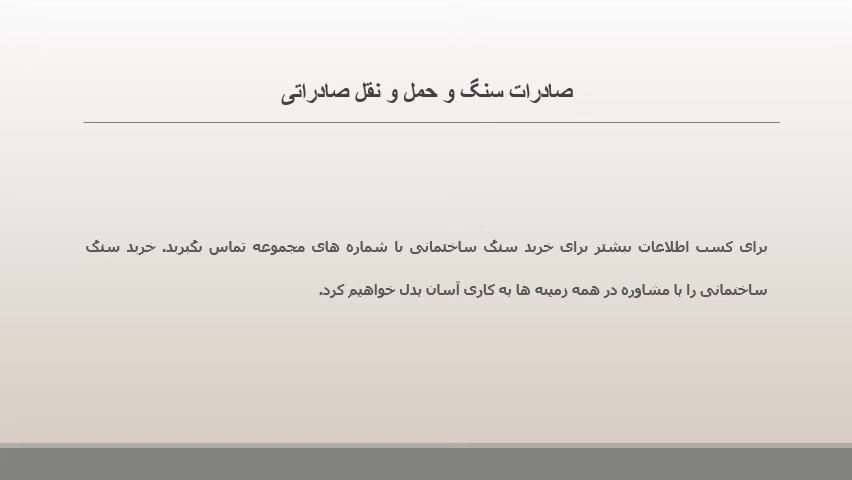 صادرات سنگ و حمل و نقل صادراتی
برای کسب اطلاعات بیشتر برای خرید سنگ ساختمانی با شماره های مجموعه تماس بگیرید. خرید سنگ
ساختمانی را با مشاوره در همه زمینه ها به کاری آسان بدل خواهیم کرد.